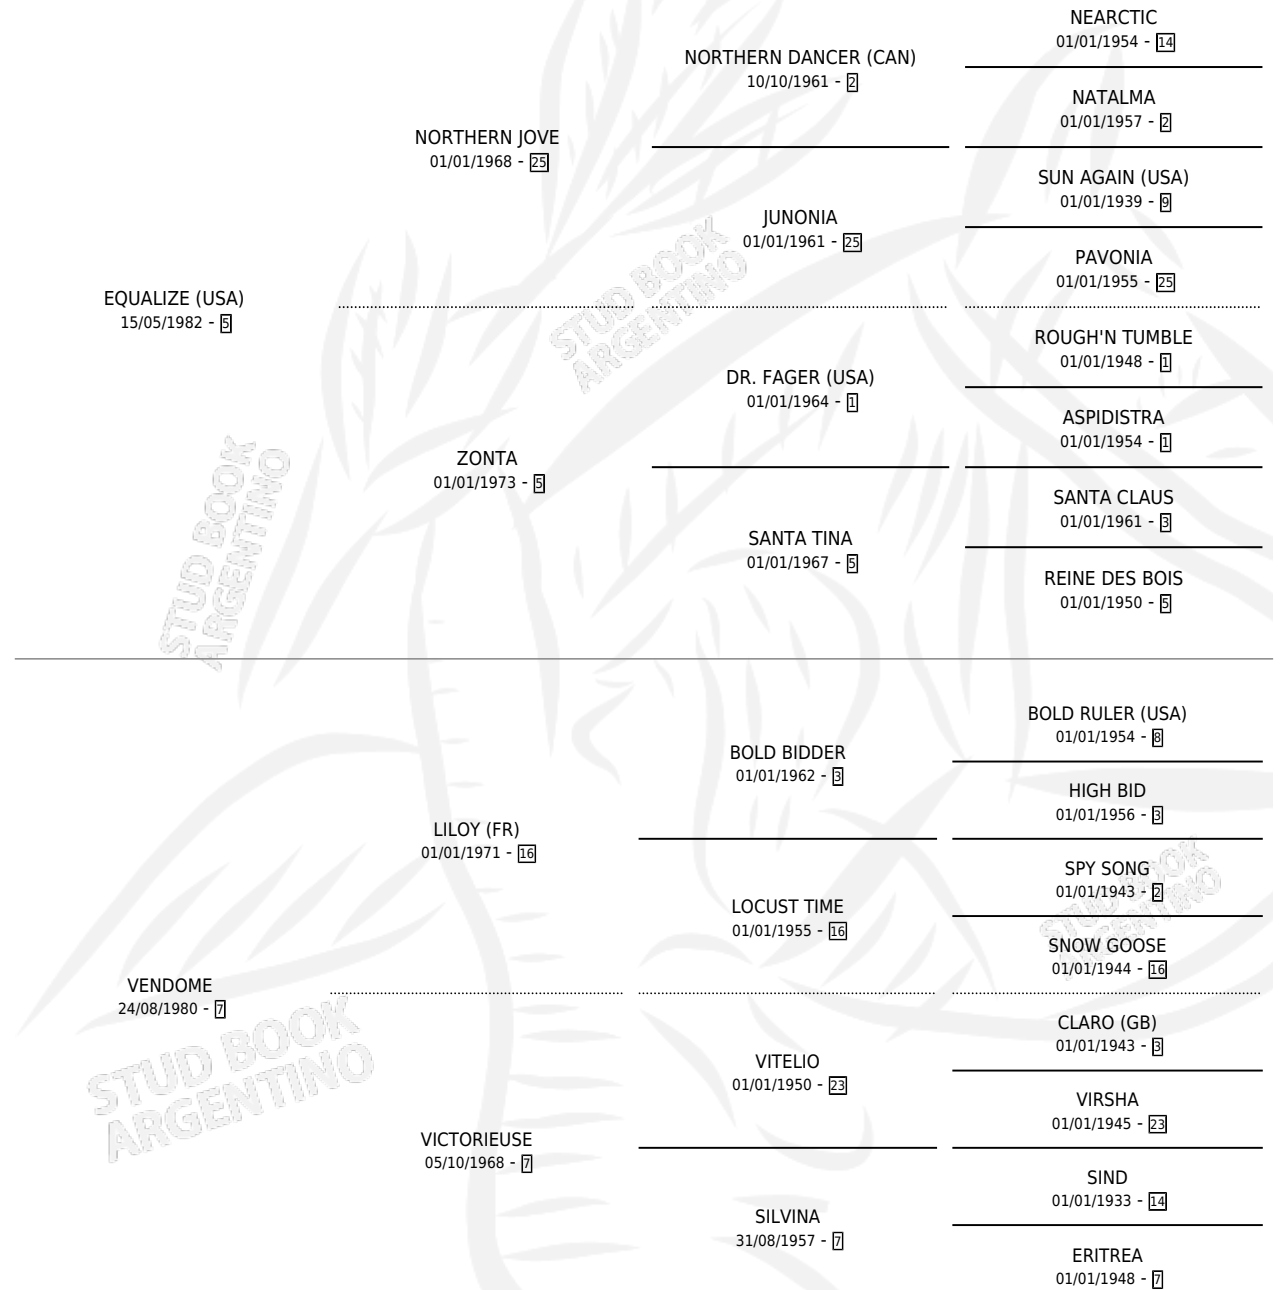 NEARCTIC
01/01/1954 - 14
NORTHERN DANCER (CAN)
10/10/1961 - 2
NATALMA
01/01/1957 - 2
NORTHERN JOVE
01/01/1968 - 25
SUN AGAIN (USA)
01/01/1939 - 9
JUNONIA
01/01/1961 - 25
PAVONIA
01/01/1955 - 25
EQUALIZE (USA)
15/05/1982 - 5
STUD BOOK
ARGENTINO
ROUGH'N TUMBLE
01/01/1948 - 1
DR. FAGER (USA)
01/01/1964 - 1
ASPIDISTRA
01/01/1954 - 1
ZONTA
01/01/1973 - 5
SANTA CLAUS
01/01/1961 - 3
SANTA TINA
01/01/1967 - 5
REINE DES BOIS
01/01/1950 - 5
STUD BOOK
ARGENTINO
BOLD RULER (USA)
01/01/1954 - 8
BOLD BIDDER
01/01/1962 - 3
HIGH BID
01/01/1956 - 3
LILOY (FR)
01/01/1971 - 16
SPY SONG
01/01/1943 - 2
LOCUST TIME
01/01/1955 - 16
SNOW GOOSE
01/01/1944 - 16
STUD BOOK
ARGENTINO
VENDOME
24/08/1980 - 7
CLARO (GB)
01/01/1943 - 3
VITELIO
01/01/1950 - 23
VIRSHA
01/01/1945 - 23
STUD BOOK
ARGENTINO
VICTORIEUSE
05/10/1968 - 7
SIND
01/01/1933 - 14
SILVINA
31/08/1957 - 7
ERITREA
01/01/1948 - 7